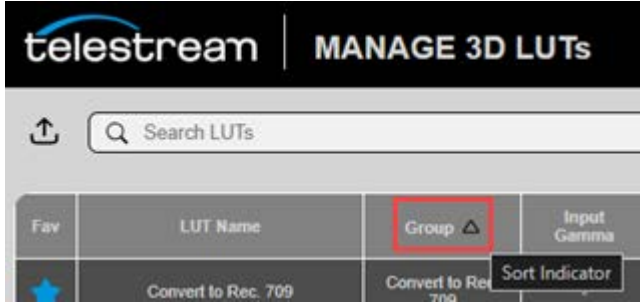 telestream MANAGE 3D LUTs
Search LUTs
Fav LUT Name Group Input
Gamma
Sort Indicator
Convert to Rec. 709 Convert to Rec
709